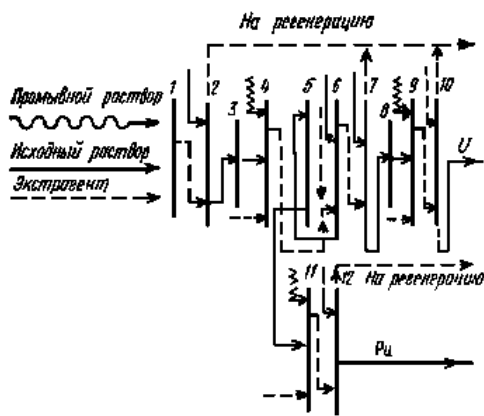 На регенерацию
1 2 3 4 5 6 7 8 9 10
Промывной раствор
Исходный раствор
Экстрагент
U
11 12 На регенерацию
Pu